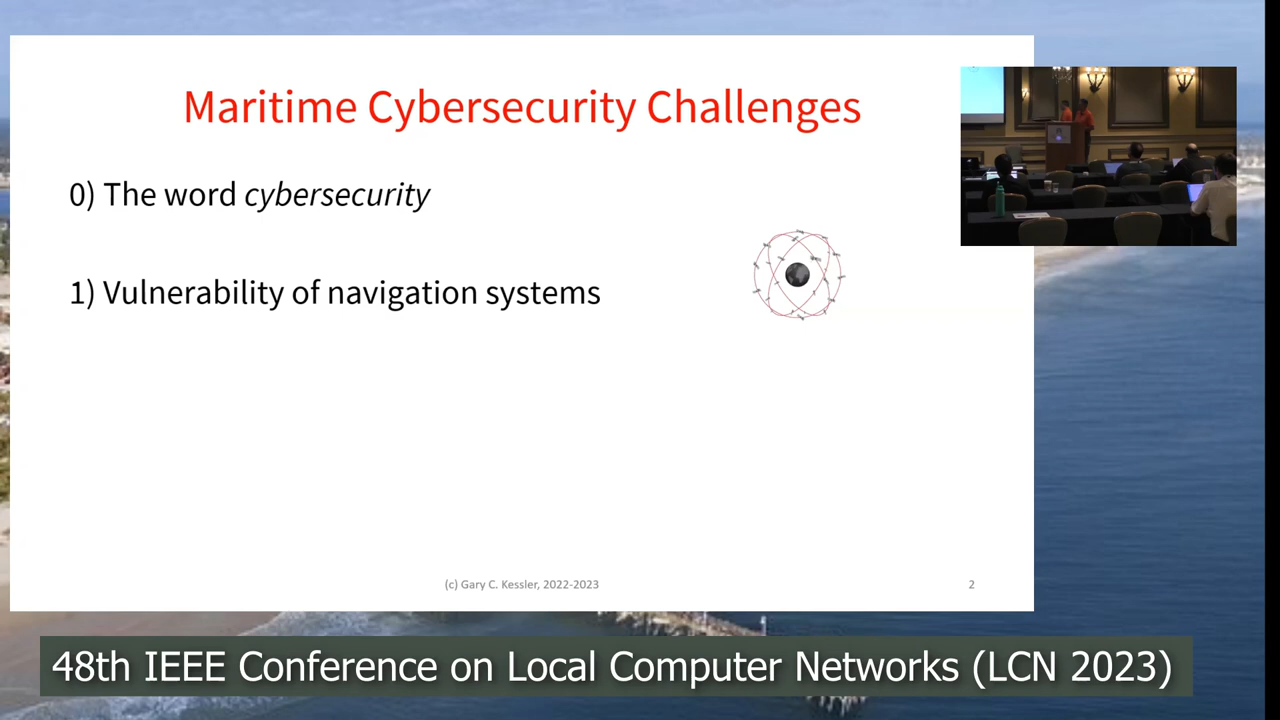 Maritime Cybersecurity Challenges
0) The word cybersecurity
1) Vulnerability of navigation systems
(c) Gary C. Kessler, 2022-2023
2
48th IEEE Conference on Local Computer Networks (LCN 2023)